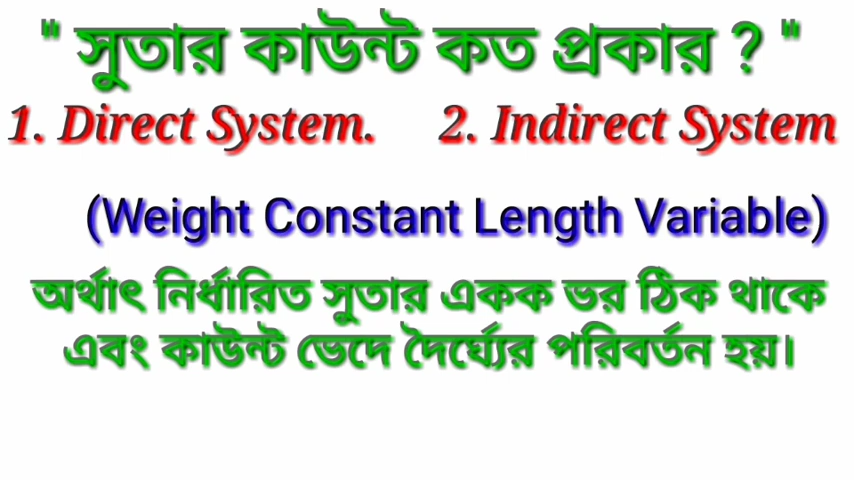 " সুতার কাউন্ট কত প্রকার ? "
1. Direct System. 2. Indirect System
(Weight Constant Length Variable)
অর্থাৎ নির্ধারিত সুতার একক ভর ঠিক থাকে
এবং কাউন্ট ভেদে দৈর্ঘ্যের পরিবর্তন হয়।